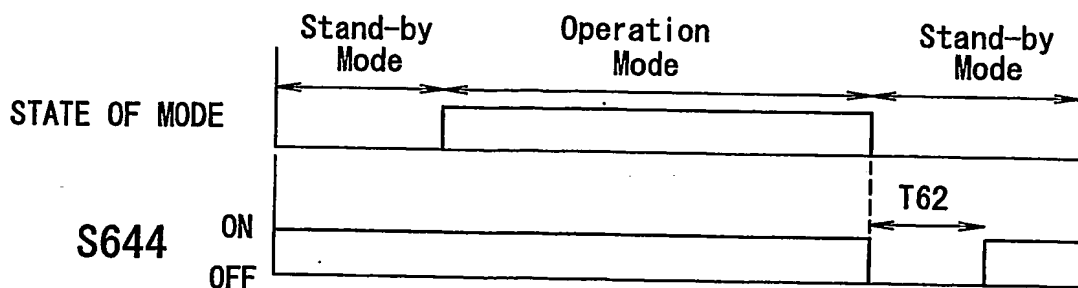 Stand-by
Mode
Operation
Mode
Stand-by
Mode
STATE OF MODE
T62
S644
ON
OFF